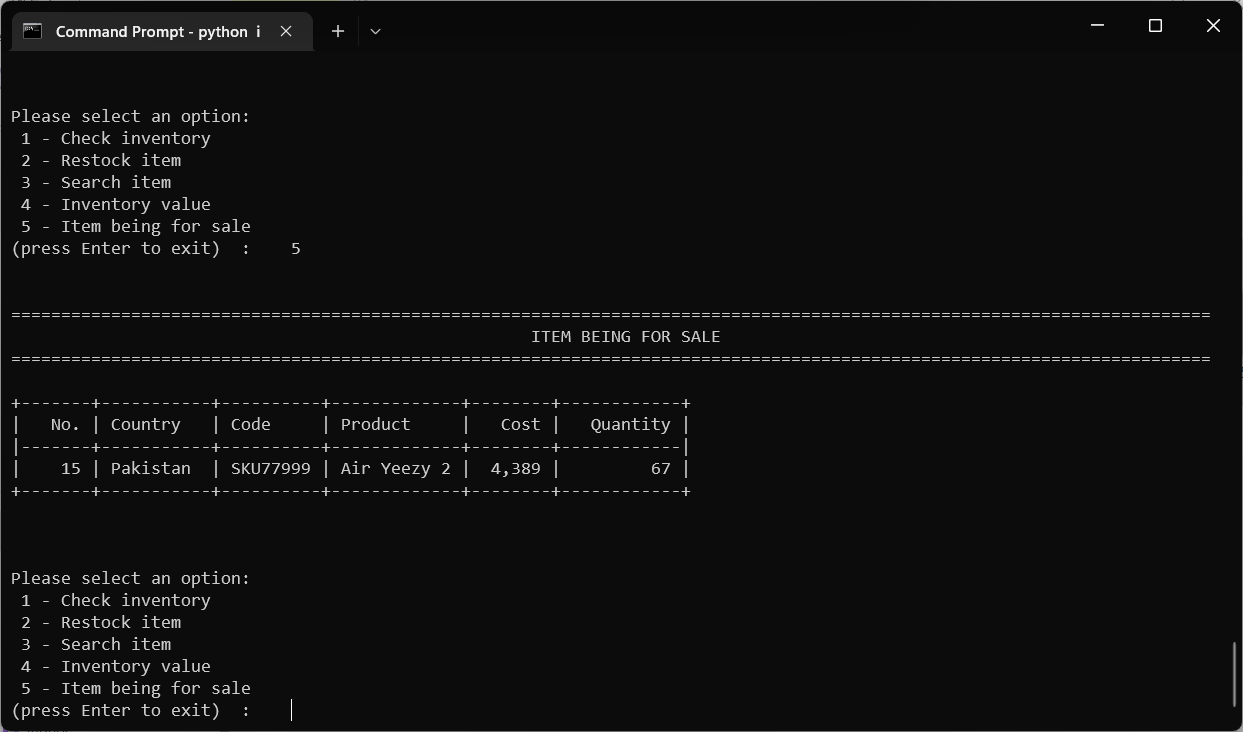 Command Prompt - python i
Please select an option:
1 - Check inventory
2 - Restock item
3 - Search item
4 - Inventory value
5 - Item being for sale
(press Enter to exit)  :    5
========================================================================================================================
ITEM BEING FOR SALE
========================================================================================================================
+-------+-----------+----------+-------------+--------+------------+
|   No. | Country   | Code     | Product     |   Cost |   Quantity |
|-------+-----------+----------+-------------+--------+------------|
|    15 | Pakistan  | SKU77999 | Air Yeezy 2 |  4,389 |         67 |
+-------+-----------+----------+-------------+--------+------------+
Please select an option:
1 - Check inventory
2 - Restock item
3 - Search item
4 - Inventory value
5 - Item being for sale
(press Enter to exit)  :